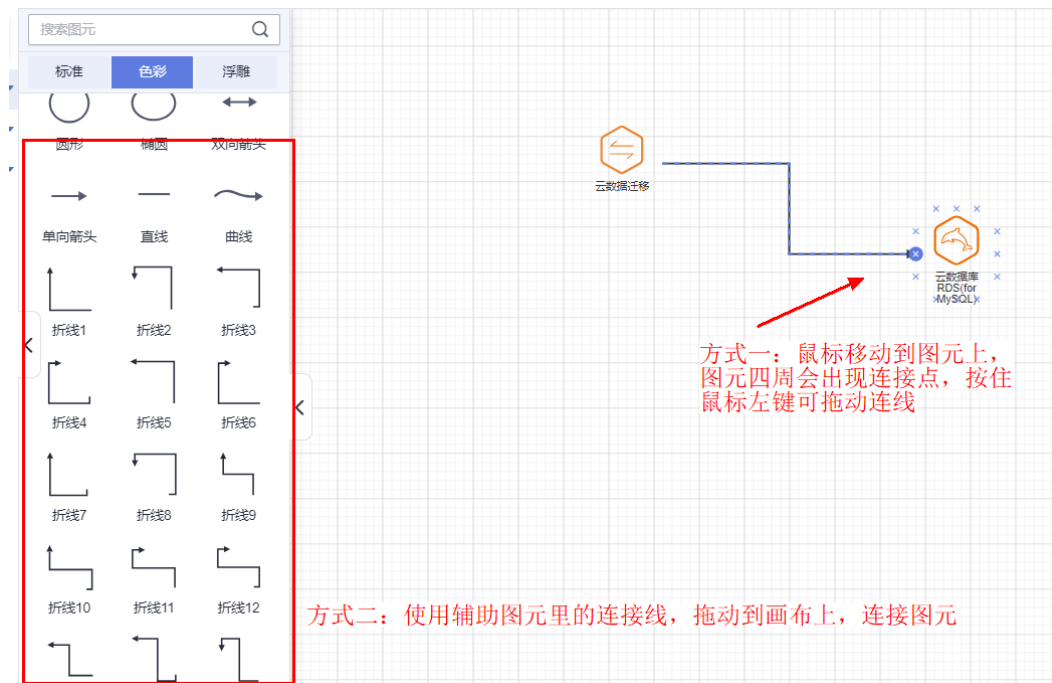 搜索图元
标准 色彩 浮雕
圆形 椭圆 双向箭头
单向箭头 直线 曲线
折线1 折线2 折线3
折线4 折线5 折线6
折线7 折线8 折线9
折线10 折线11 折线12
云数据迁移
云数据库
RDS(for
MySQL)
方式一：鼠标移动到图元上，
图元四周会出现连接点，按住
鼠标左键可拖动连线
方式二：使用辅助图元里的连接线，拖动到画布上，连接图元